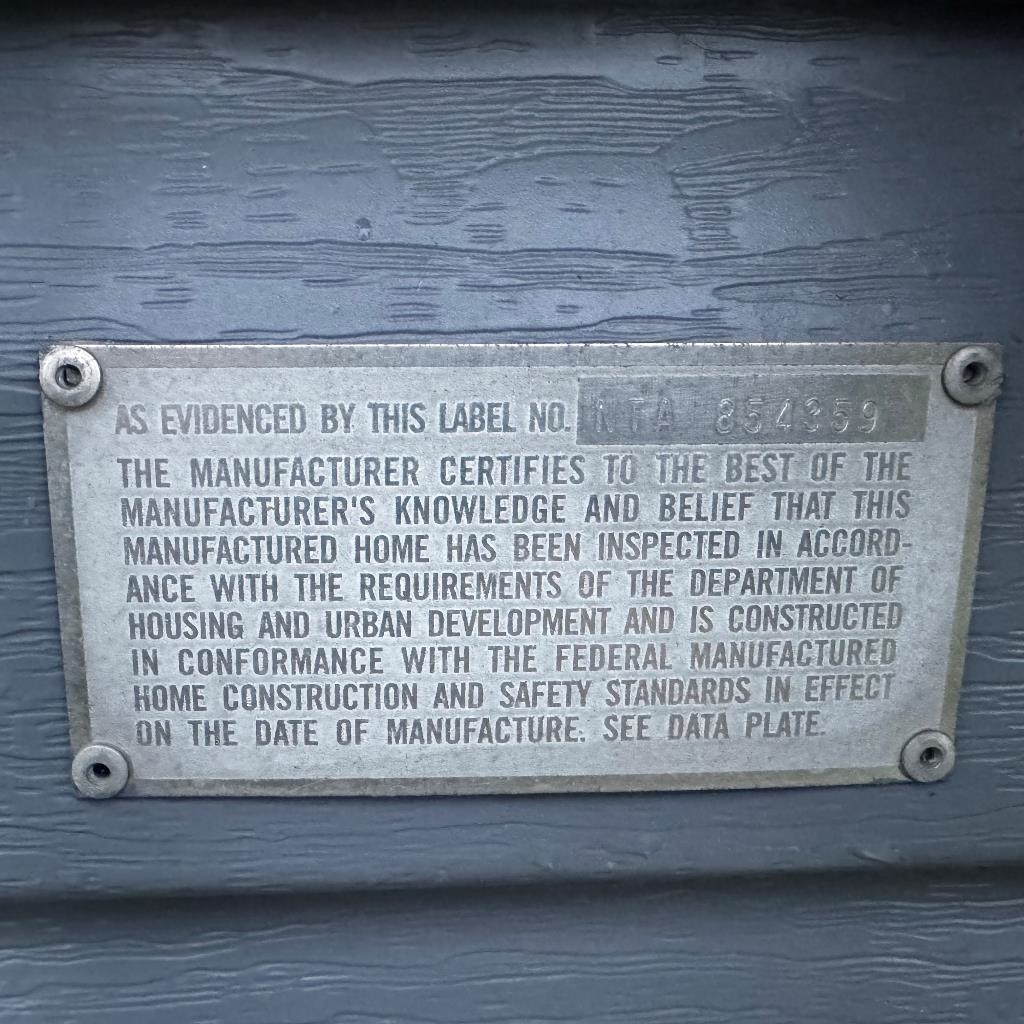 AS EVIDENCED BY THIS LABEL NO. NTA 854359
THE MANUFACTURER CERTIFIES TO THE BEST OF THE
MANUFACTURER'S KNOWLEDGE AND BELIEF THAT THIS
MANUFACTURED HOME HAS BEEN INSPECTED IN ACCORD-
ANCE WITH THE REQUIREMENTS OF THE DEPARTMENT OF
HOUSING AND URBAN DEVELOPMENT AND IS CONSTRUCTED
IN CONFORMANCE WITH THE FEDERAL MANUFACTURED
HOME CONSTRUCTION AND SAFETY STANDARDS IN EFFECT
ON THE DATE OF MANUFACTURE. SEE DATA PLATE.